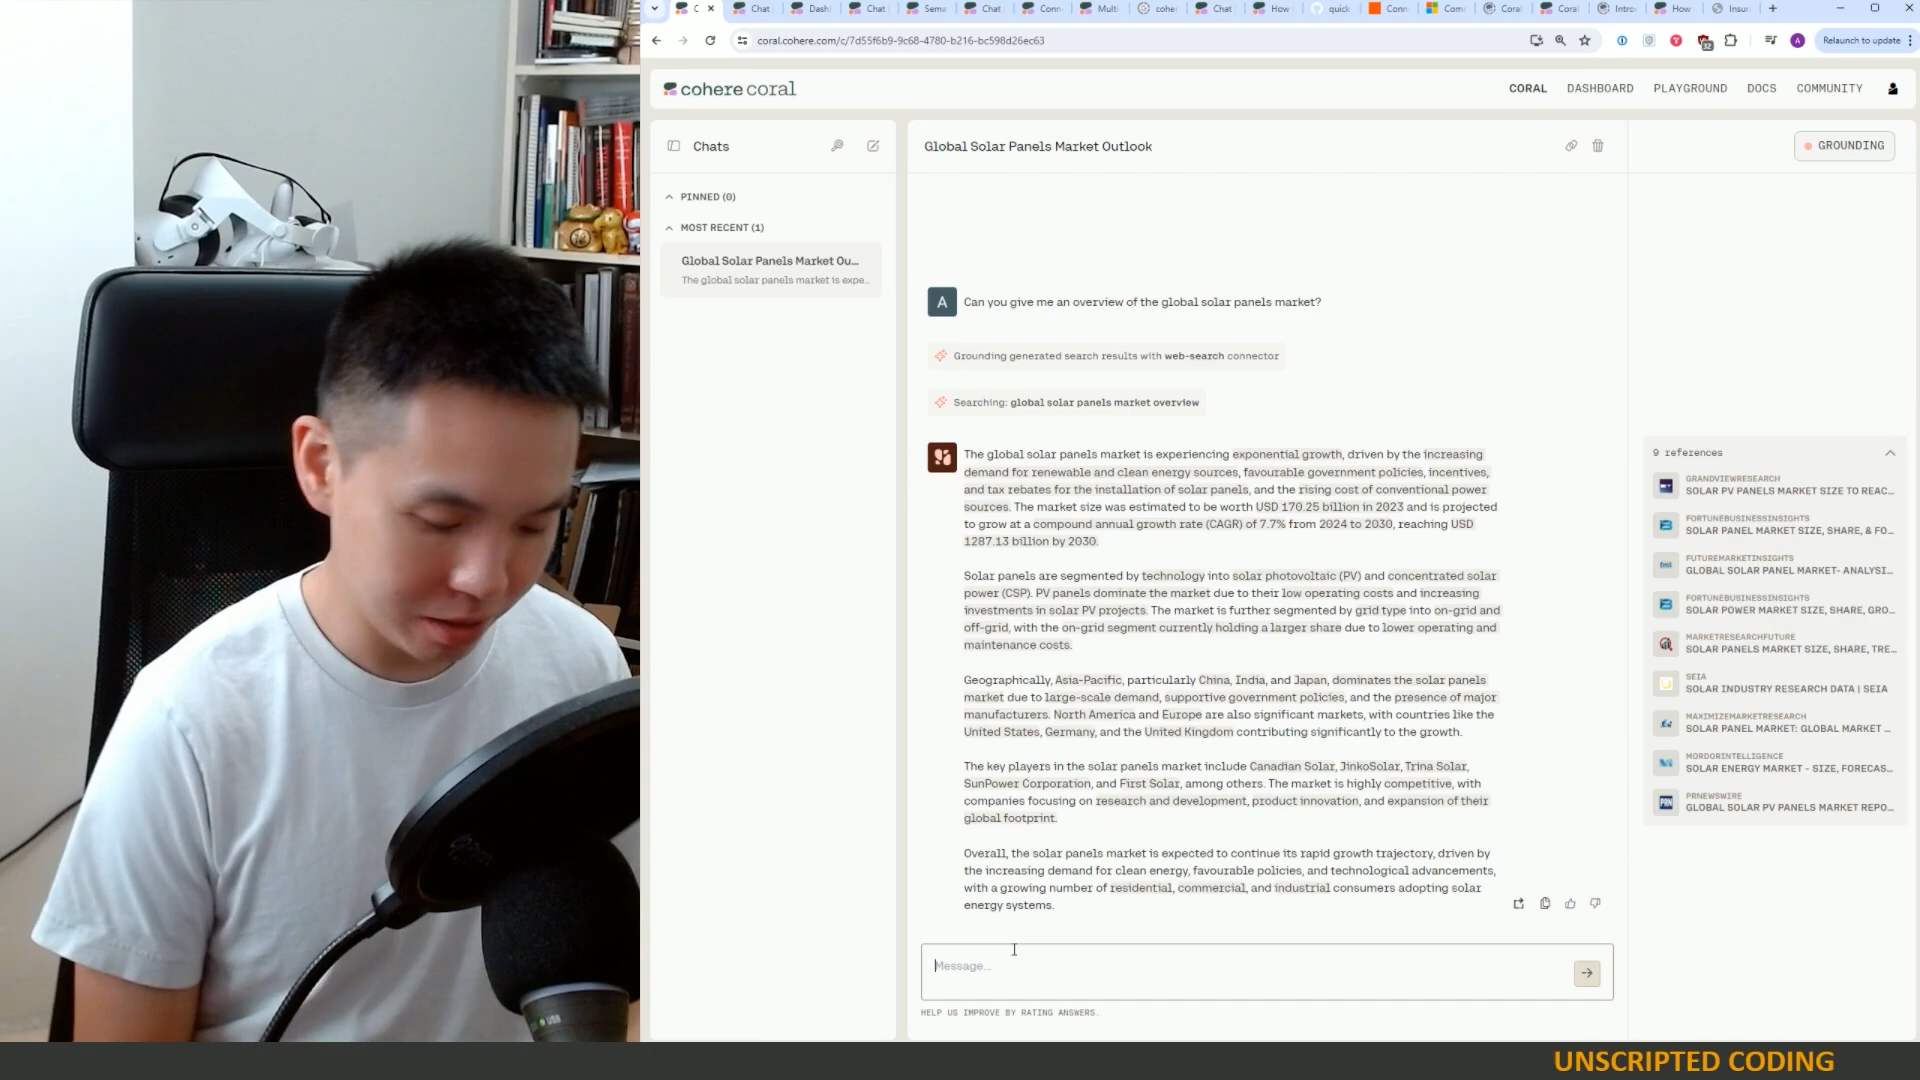 Chat
Dash
Chat
Sema
Chat
Conn
Multi
coher
Chat
How
quick
Conn
Com
Coral
Coral
Intro
How
Insur
coral.cohere.com/c/7d55f6b9-9c68-4780-b216-bc598d26ec63
Relaunch to update
cohere coral
CORAL
DASHBOARD
PLAYGROUND
DOCS
COMMUNITY
Chats
Global Solar Panels Market Outlook
GROUNDING
PINNED (0)
MOST RECENT (1)
Global Solar Panels Market Ou...
The global solar panels market is expe...
A
Can you give me an overview of the global solar panels market?
Grounding generated search results with web-search connector
Searching: global solar panels market overview
The global solar panels market is experiencing exponential growth, driven by the increasing
demand for renewable and clean energy sources, favourable government policies, incentives,
and tax rebates for the installation of solar panels, and the rising cost of conventional power
sources. The market size was estimated to be worth USD 170.25 billion in 2023 and is projected
to grow at a compound annual growth rate (CAGR) of 7.7% from 2024 to 2030, reaching USD
1287.13 billion by 2030.
Solar panels are segmented by technology into solar photovoltaic (PV) and concentrated solar
power (CSP). PV panels dominate the market due to their low operating costs and increasing
investments in solar PV projects. The market is further segmented by grid type into on-grid and
off-grid, with the on-grid segment currently holding a larger share due to lower operating and
maintenance costs.
Geographically, Asia-Pacific, particularly China, India, and Japan, dominates the solar panels
market due to large-scale demand, supportive government policies, and the presence of major
manufacturers. North America and Europe are also significant markets, with countries like the
United States, Germany, and the United Kingdom contributing significantly to the growth.
The key players in the solar panels market include Canadian Solar, JinkoSolar, Trina Solar,
SunPower Corporation, and First Solar, among others. The market is highly competitive, with
companies focusing on research and development, product innovation, and expansion of their
global footprint.
Overall, the solar panels market is expected to continue its rapid growth trajectory, driven by
the increasing demand for clean energy, favourable policies, and technological advancements,
with a growing number of residential, commercial, and industrial consumers adopting solar
energy systems.
9 references
GRANDVIEWRESEARCH
SOLAR PV PANELS MARKET SIZE TO REAC...
FORTUNEBUSINESSINSIGHTS
SOLAR PANEL MARKET SIZE, SHARE, & FO...
FUTUREMARKETINSIGHTS
GLOBAL SOLAR PANEL MARKET- ANALYSI...
FORTUNEBUSINESSINSIGHTS
SOLAR POWER MARKET SIZE, SHARE, GRO...
MARKETRESEARCHFUTURE
SOLAR PANELS MARKET SIZE, SHARE, TRE...
SEIA
SOLAR INDUSTRY RESEARCH DATA | SEIA
MAXIMIZEMARKETRESEARCH
SOLAR PANEL MARKET: GLOBAL MARKET ...
MORDORINTELLIGENCE
SOLAR ENERGY MARKET - SIZE, FORECAS...
PRNEWSWIRE
GLOBAL SOLAR PV PANELS MARKET REPO...
Message...
HELP US IMPROVE BY RATING ANSWERS.
USB
UNSCRIPTED CODING